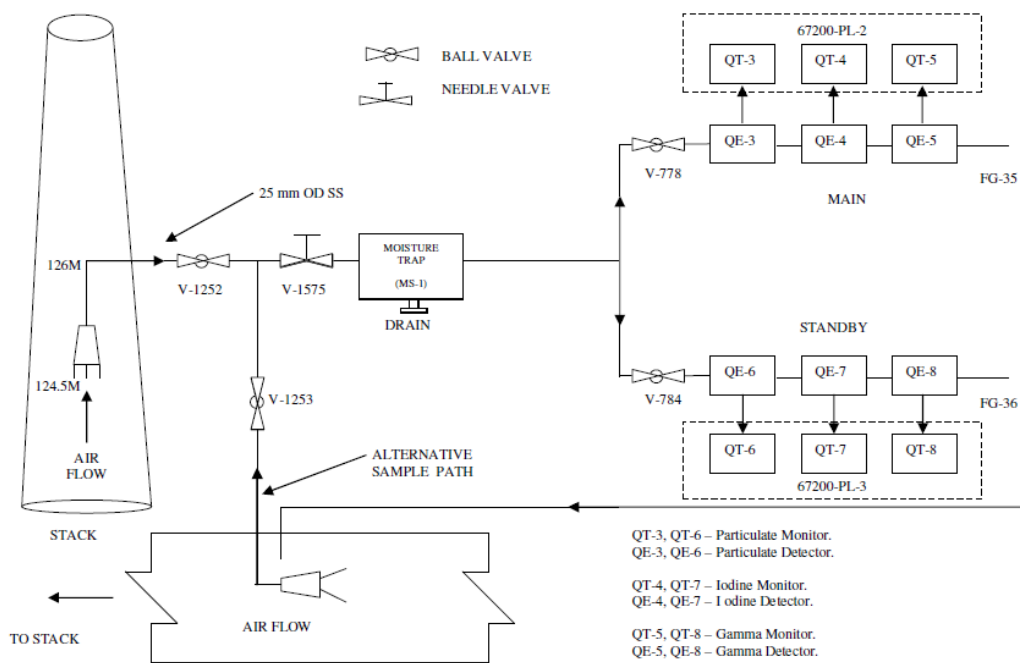 67200-PL-2
QT-3
QT-4
QT-5
BALL VALVE
NEEDLE VALVE
QE-3
QE-4
QE-5
V-778
FG-35
MAIN
25 mm OD SS
126M
V-1252
V-1575
MOISTURE
TRAP
(MS-1)
DRAIN
STANDBY
124.5M
V-1253
QE-6
QE-7
QE-8
V-784
FG-36
AIR
FLOW
ALTERNATIVE
SAMPLE PATH
QT-6
QT-7
QT-8
67200-PL-3
STACK
QT-3, QT-6 – Particulate Monitor.
QE-3, QE-6 – Particulate Detector.
QT-4, QT-7 – Iodine Monitor.
QE-4, QE-7 – I odine Detector.
QT-5, QT-8 – Gamma Monitor.
QE-5, QE-8 – Gamma Detector.
AIR FLOW
TO STACK